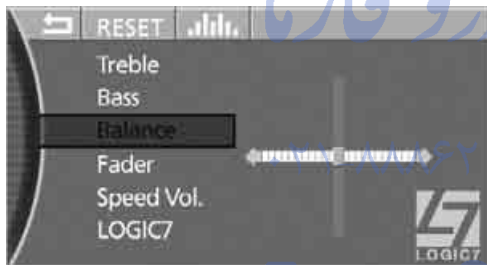 RESET
Treble
Bass
Balance
Fader
Speed Vol.
LOGIC7
LOGIC7